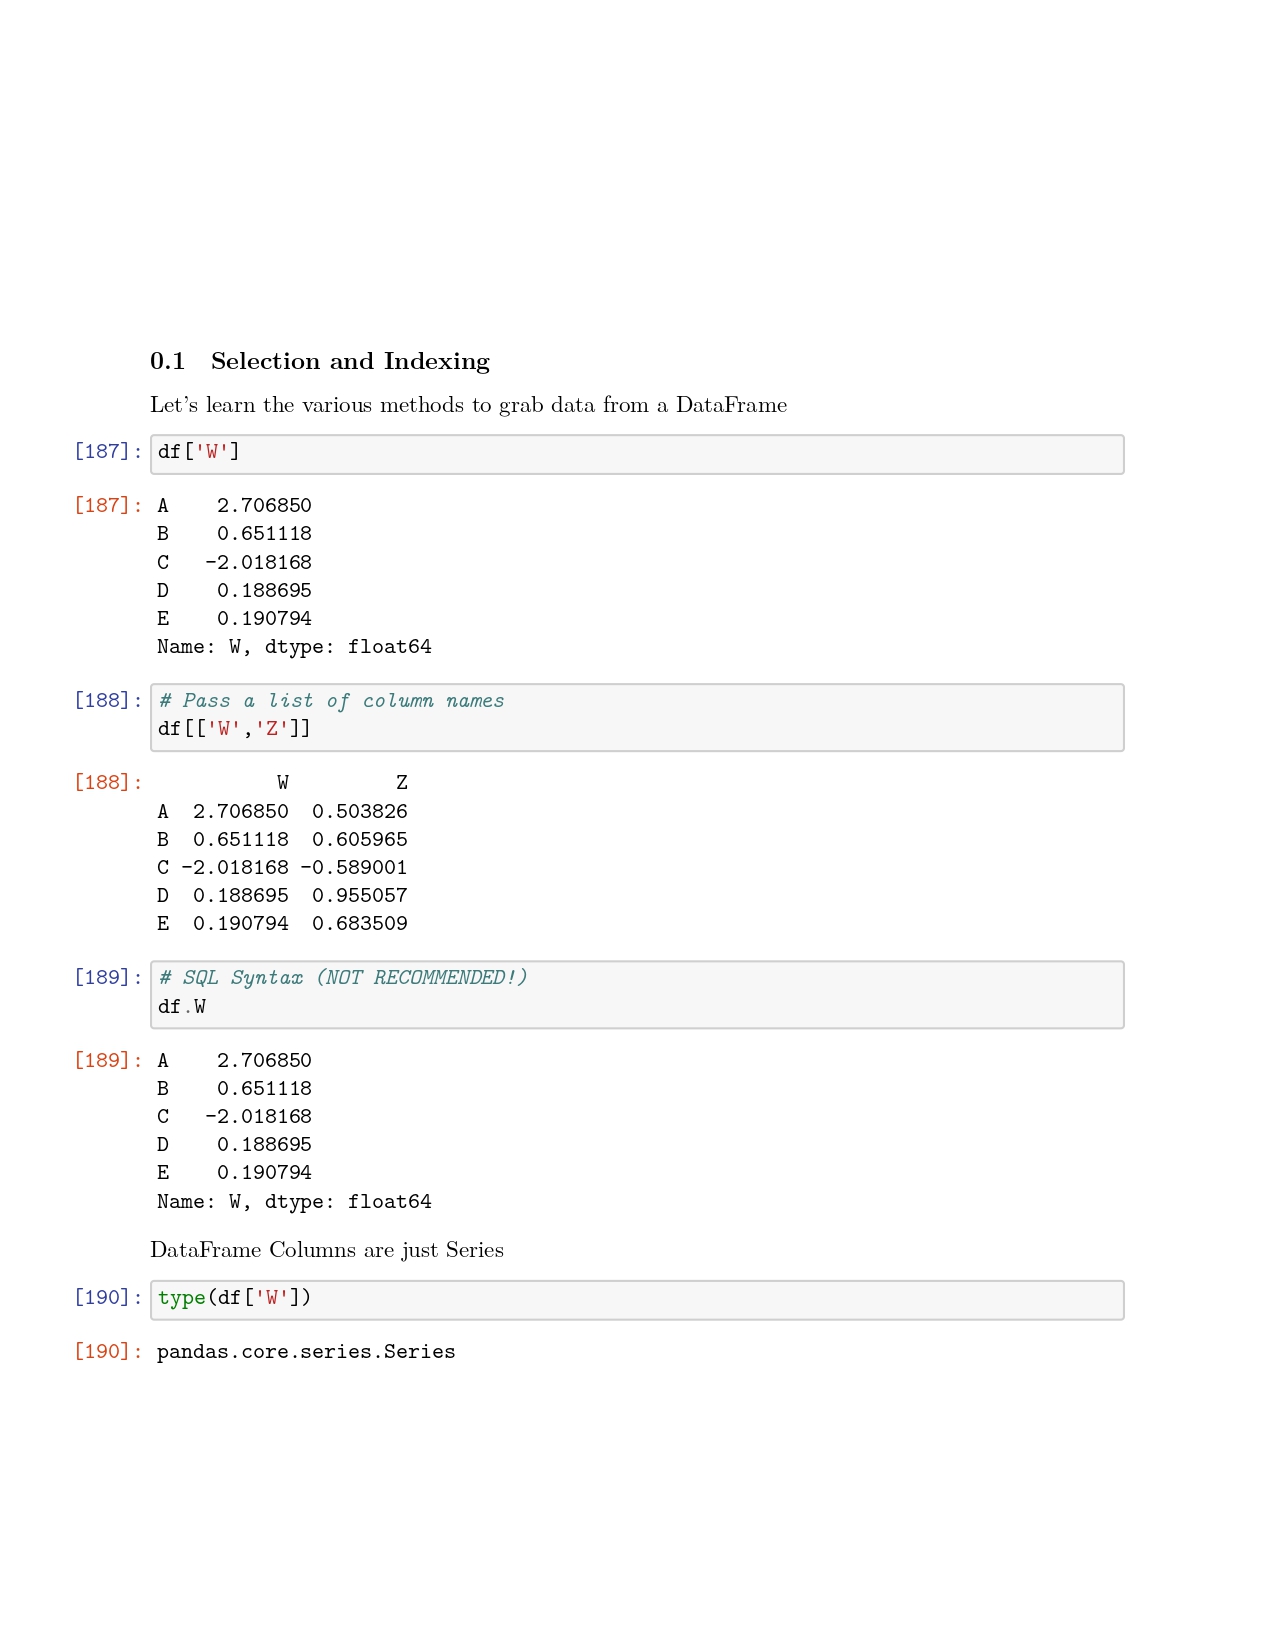 0.1 Selection and Indexing
Let's learn the various methods to grab data from a DataFrame
[187]: df['W']
[187]: A    2.706850
B    0.651118
C   -2.018168
D    0.188695
E    0.190794
Name: W, dtype: float64
[188]: # Pass a list of column names
df[['W','Z']]
[188]:           W         Z
A  2.706850  0.503826
B  0.651118  0.605965
C -2.018168 -0.589001
D  0.188695  0.955057
E  0.190794  0.683509
[189]: # SQL Syntax (NOT RECOMMENDED!)
df.W
[189]: A    2.706850
B    0.651118
C   -2.018168
D    0.188695
E    0.190794
Name: W, dtype: float64
DataFrame Columns are just Series
[190]: type(df['W'])
[190]: pandas.core.series.Series